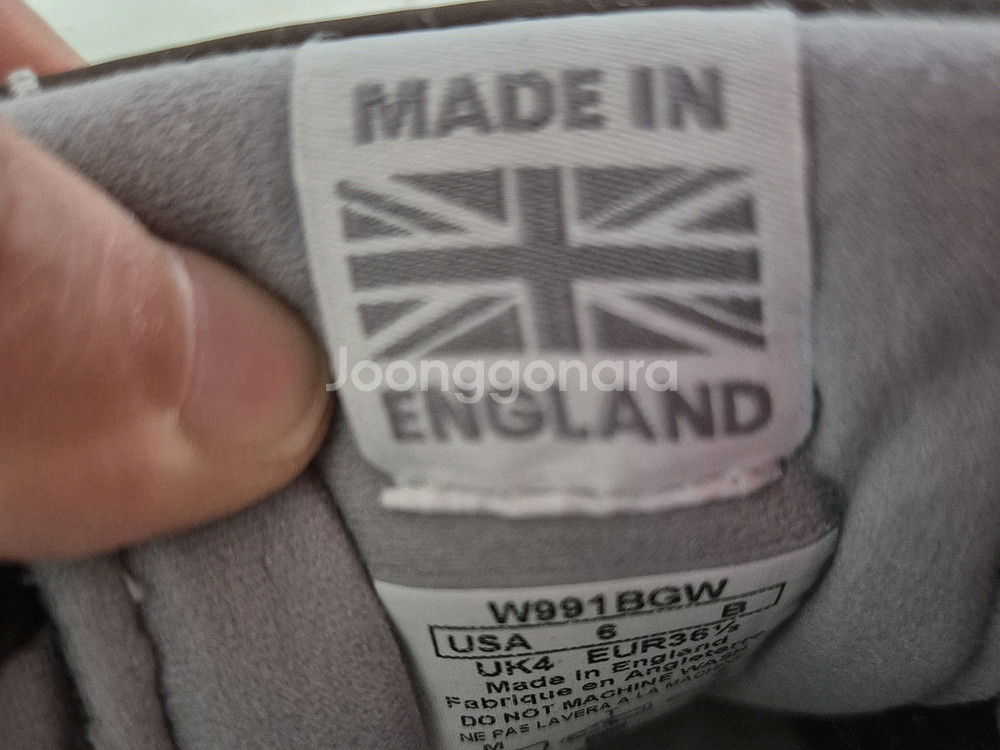 MADE IN
Joonggonara
ENGLAND
W991BGW
USA 6 B
UK4 EUR36½
Made in England
Fabrique en Angleterre
DO NOT MACHINE WASH
NE PAS LAVERA A LA MACHINE
M